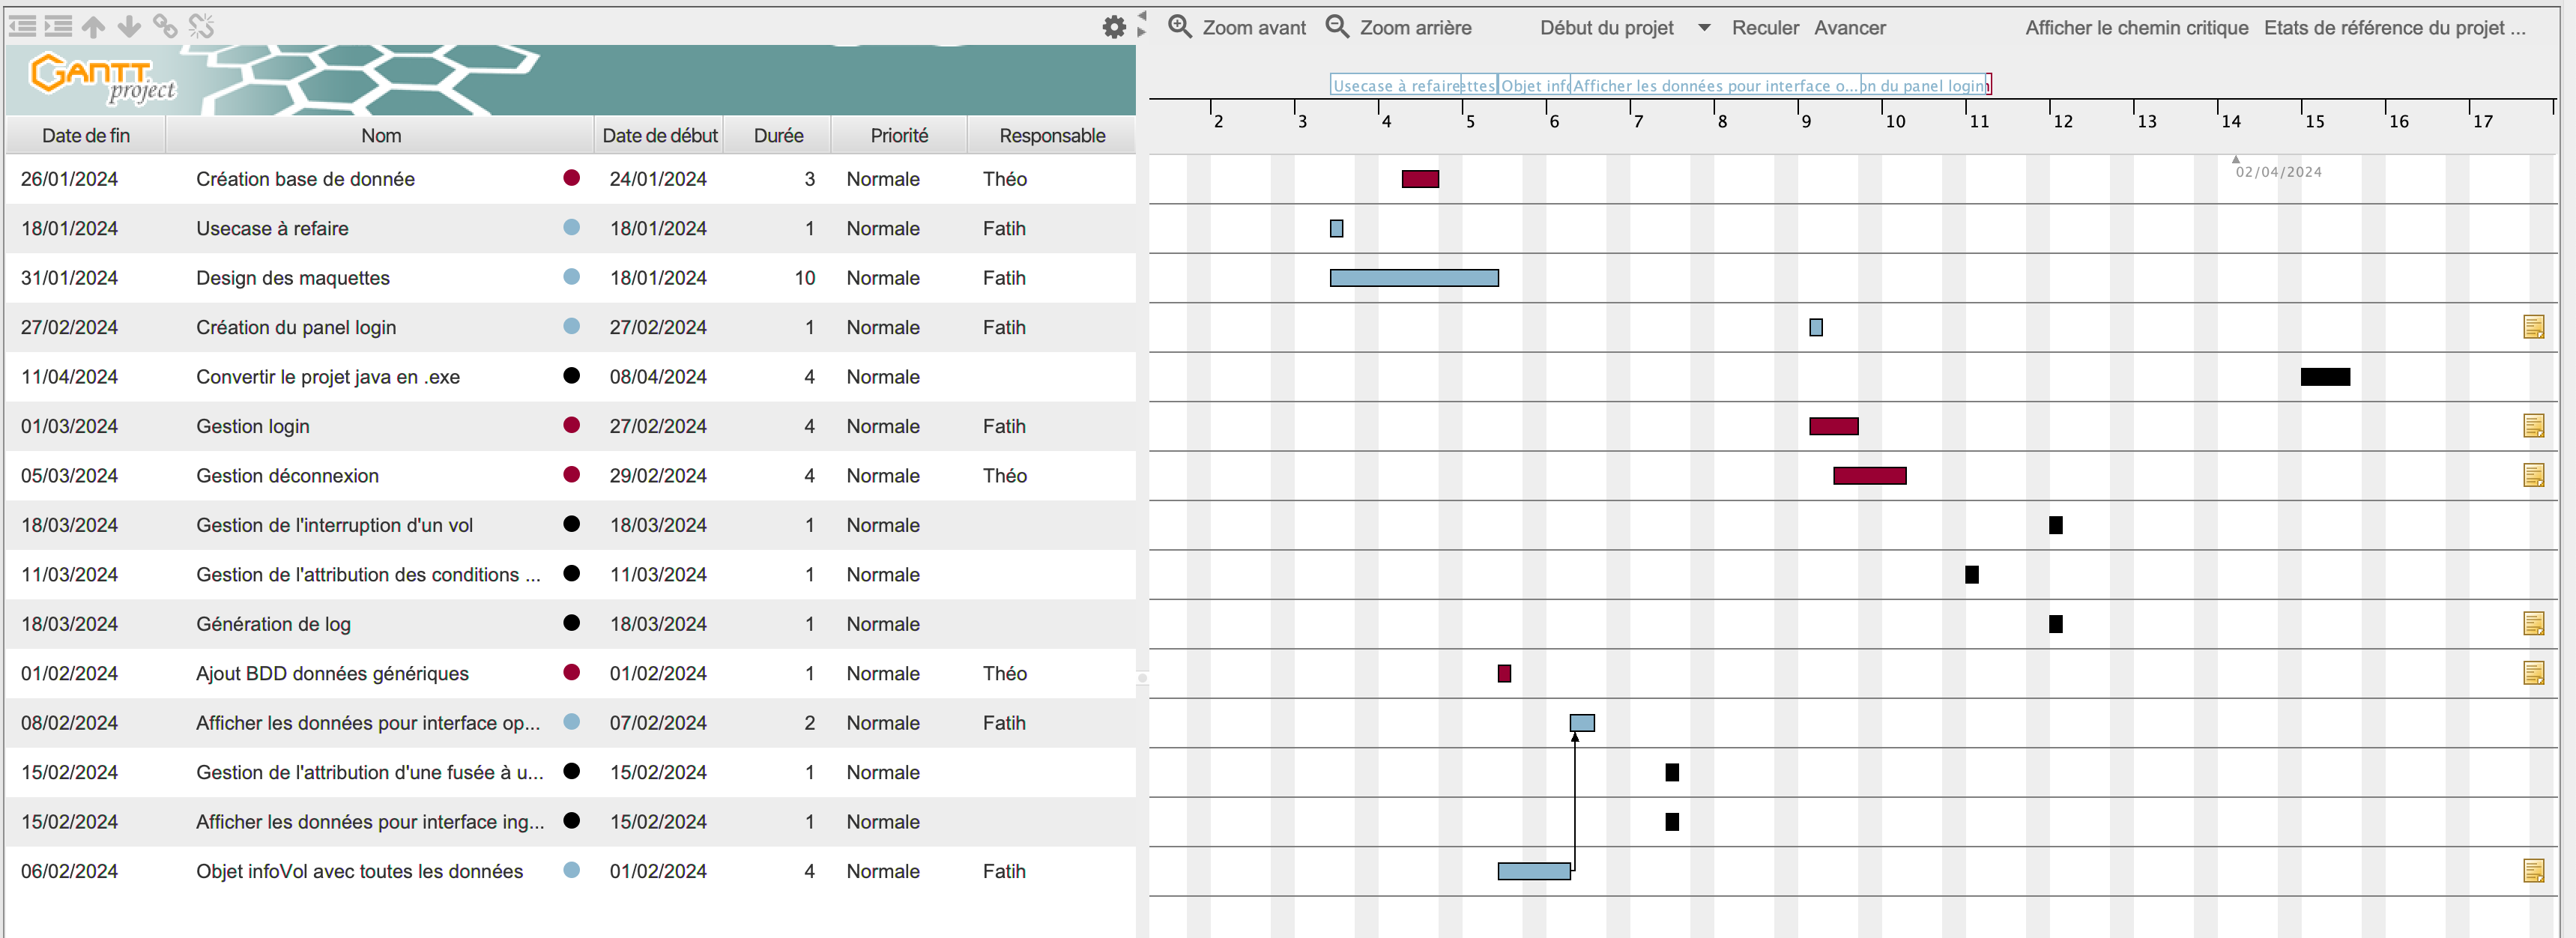 Zoom avant Zoom arrière Début du projet Reculer Avancer Afficher le chemin critique Etats de référence du projet ...
GANTT
project
Usecase à refaire ettes Objet info Afficher les données pour interface o... on du panel login
2 3 4 5 6 7 8 9 10 11 12 13 14 15 16 17
Date de fin Nom Date de début Durée Priorité Responsable
02/04/2024
26/01/2024 Création base de donnée 24/01/2024 3 Normale Théo
18/01/2024 Usecase à refaire 18/01/2024 1 Normale Fatih
31/01/2024 Design des maquettes 18/01/2024 10 Normale Fatih
27/02/2024 Création du panel login 27/02/2024 1 Normale Fatih
11/04/2024 Convertir le projet java en .exe 08/04/2024 4 Normale
01/03/2024 Gestion login 27/02/2024 4 Normale Fatih
05/03/2024 Gestion déconnexion 29/02/2024 4 Normale Théo
18/03/2024 Gestion de l'interruption d'un vol 18/03/2024 1 Normale
11/03/2024 Gestion de l'attribution des conditions ... 11/03/2024 1 Normale
18/03/2024 Génération de log 18/03/2024 1 Normale
01/02/2024 Ajout BDD données génériques 01/02/2024 1 Normale Théo
08/02/2024 Afficher les données pour interface op... 07/02/2024 2 Normale Fatih
15/02/2024 Gestion de l'attribution d'une fusée à u... 15/02/2024 1 Normale
15/02/2024 Afficher les données pour interface ing... 15/02/2024 1 Normale
06/02/2024 Objet infoVol avec toutes les données 01/02/2024 4 Normale Fatih